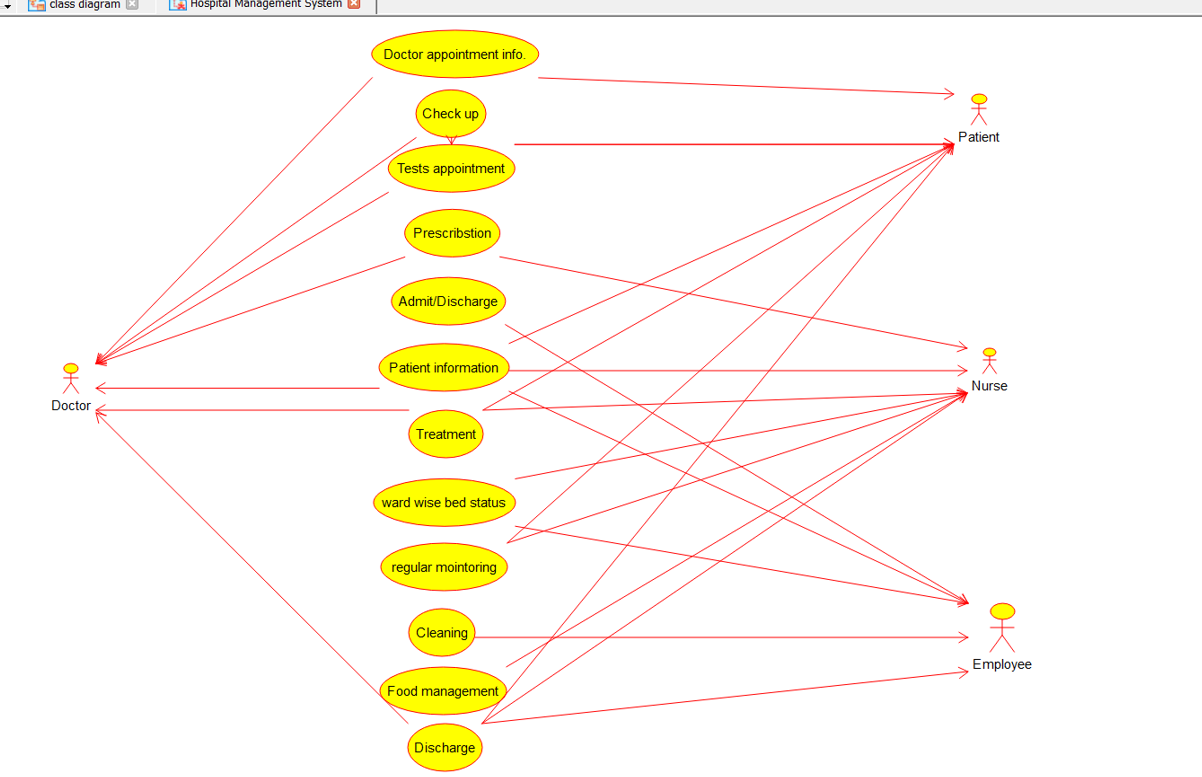 class diagram
Hospital Management System
Doctor appointment info.
Check up
Patient
Tests appointment
Prescribstion
Admit/Discharge
Patient information
Nurse
Doctor
Treatment
ward wise bed status
regular mointoring
Cleaning
Employee
Food management
Discharge